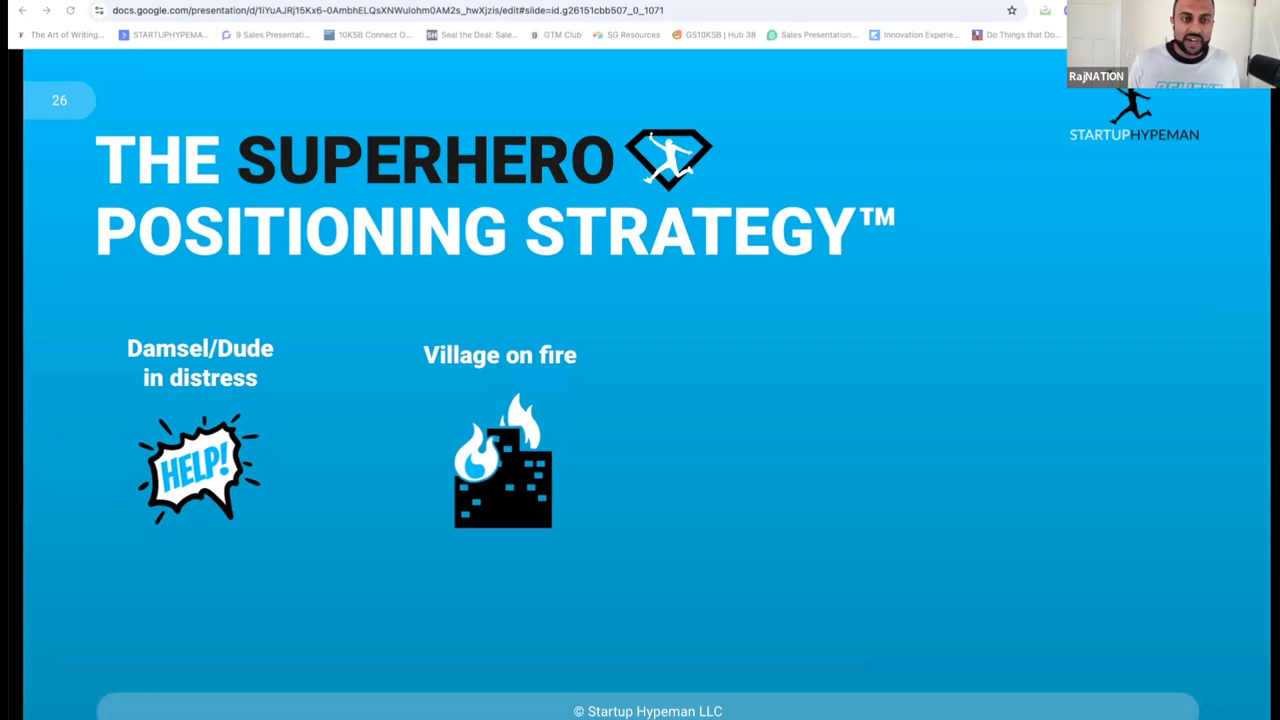 docs.google.com/presentation/d/1iYuAJRj15Kx6-0AmbhELQsXNWulohm0AM2s_hwXjzis/edit#slide=id.g26151cbb507_0_1071
The Art of Writing...
STARTUPHYPEMA...
9 Sales Presentati...
10KSB Connect O...
Seal the Deal: Sale...
GTM Club
SG Resources
GS10KSB | Hub 38
Sales Presentation...
Innovation Experie...
Do Things that Do...
RajNATION
26
STARTUPHYPEMAN
THE SUPERHERO
POSITIONING STRATEGY™
Damsel/Dude
in distress
HELP!
Village on fire
© Startup Hypeman LLC